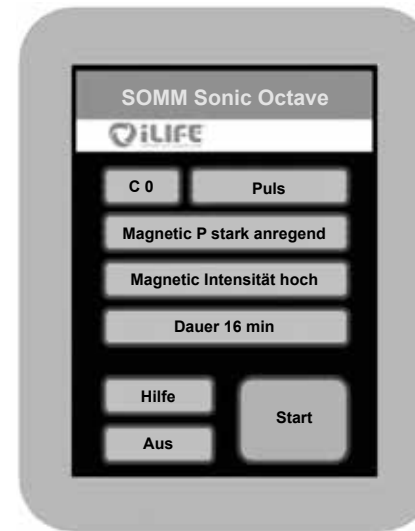 SOMM Sonic Octave
iLIFE
C 0 Puls
Magnetic P stark anregend
Magnetic Intensität hoch
Dauer 16 min
Hilfe
Start
Aus